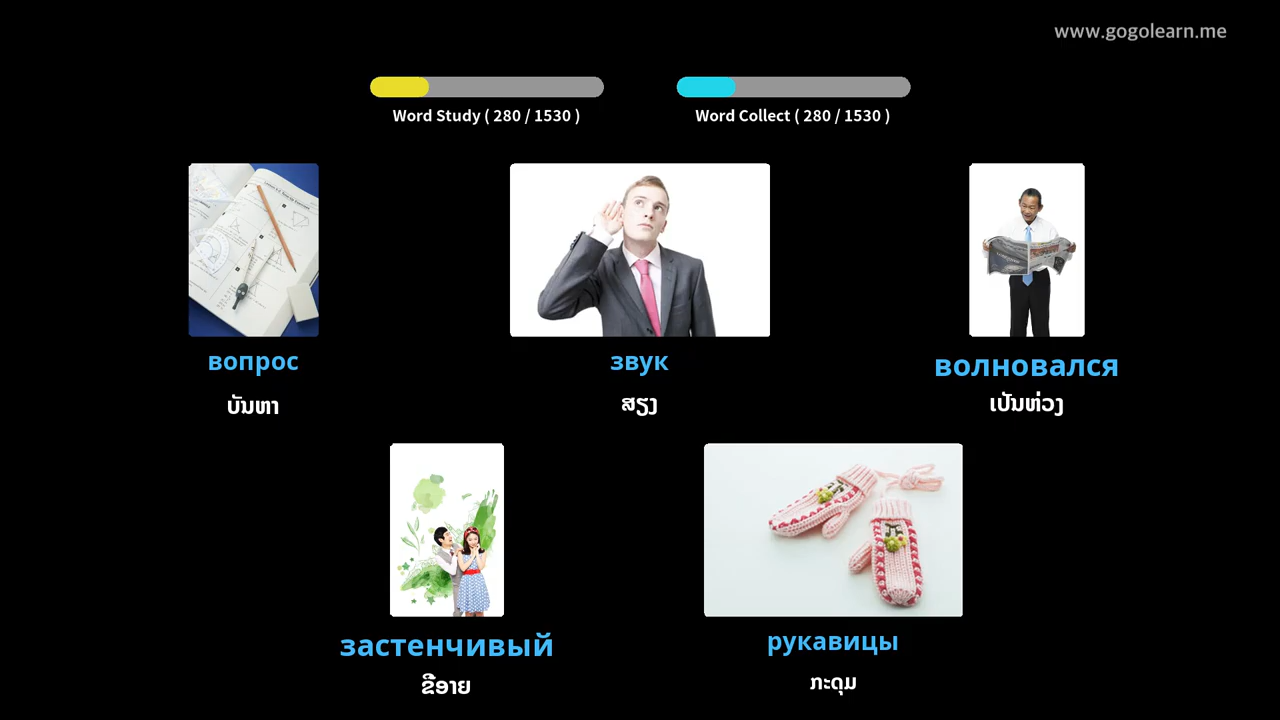 www.gogolearn.me
Word Study ( 280 / 1530 )
Word Collect ( 280 / 1530 )
вопрос
звук
волновался
ບັນຫາ
ສຽງ
ເປັນຫ່ວງ
застенчивый
рукавицы
ຂີ້ອາຍ
ກະດຸມ